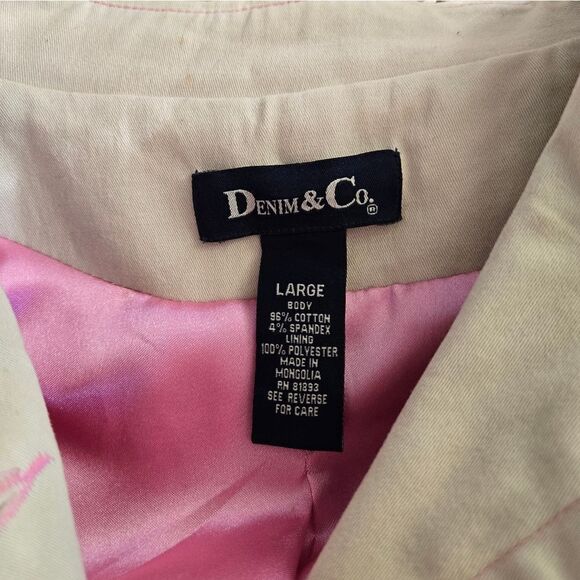 DENIM & CO.®
LARGE
BODY
96% COTTON
4% SPANDEX
LINING
100% POLYESTER
MADE IN
MONGOLIA
RN 81893
SEE REVERSE
FOR CARE